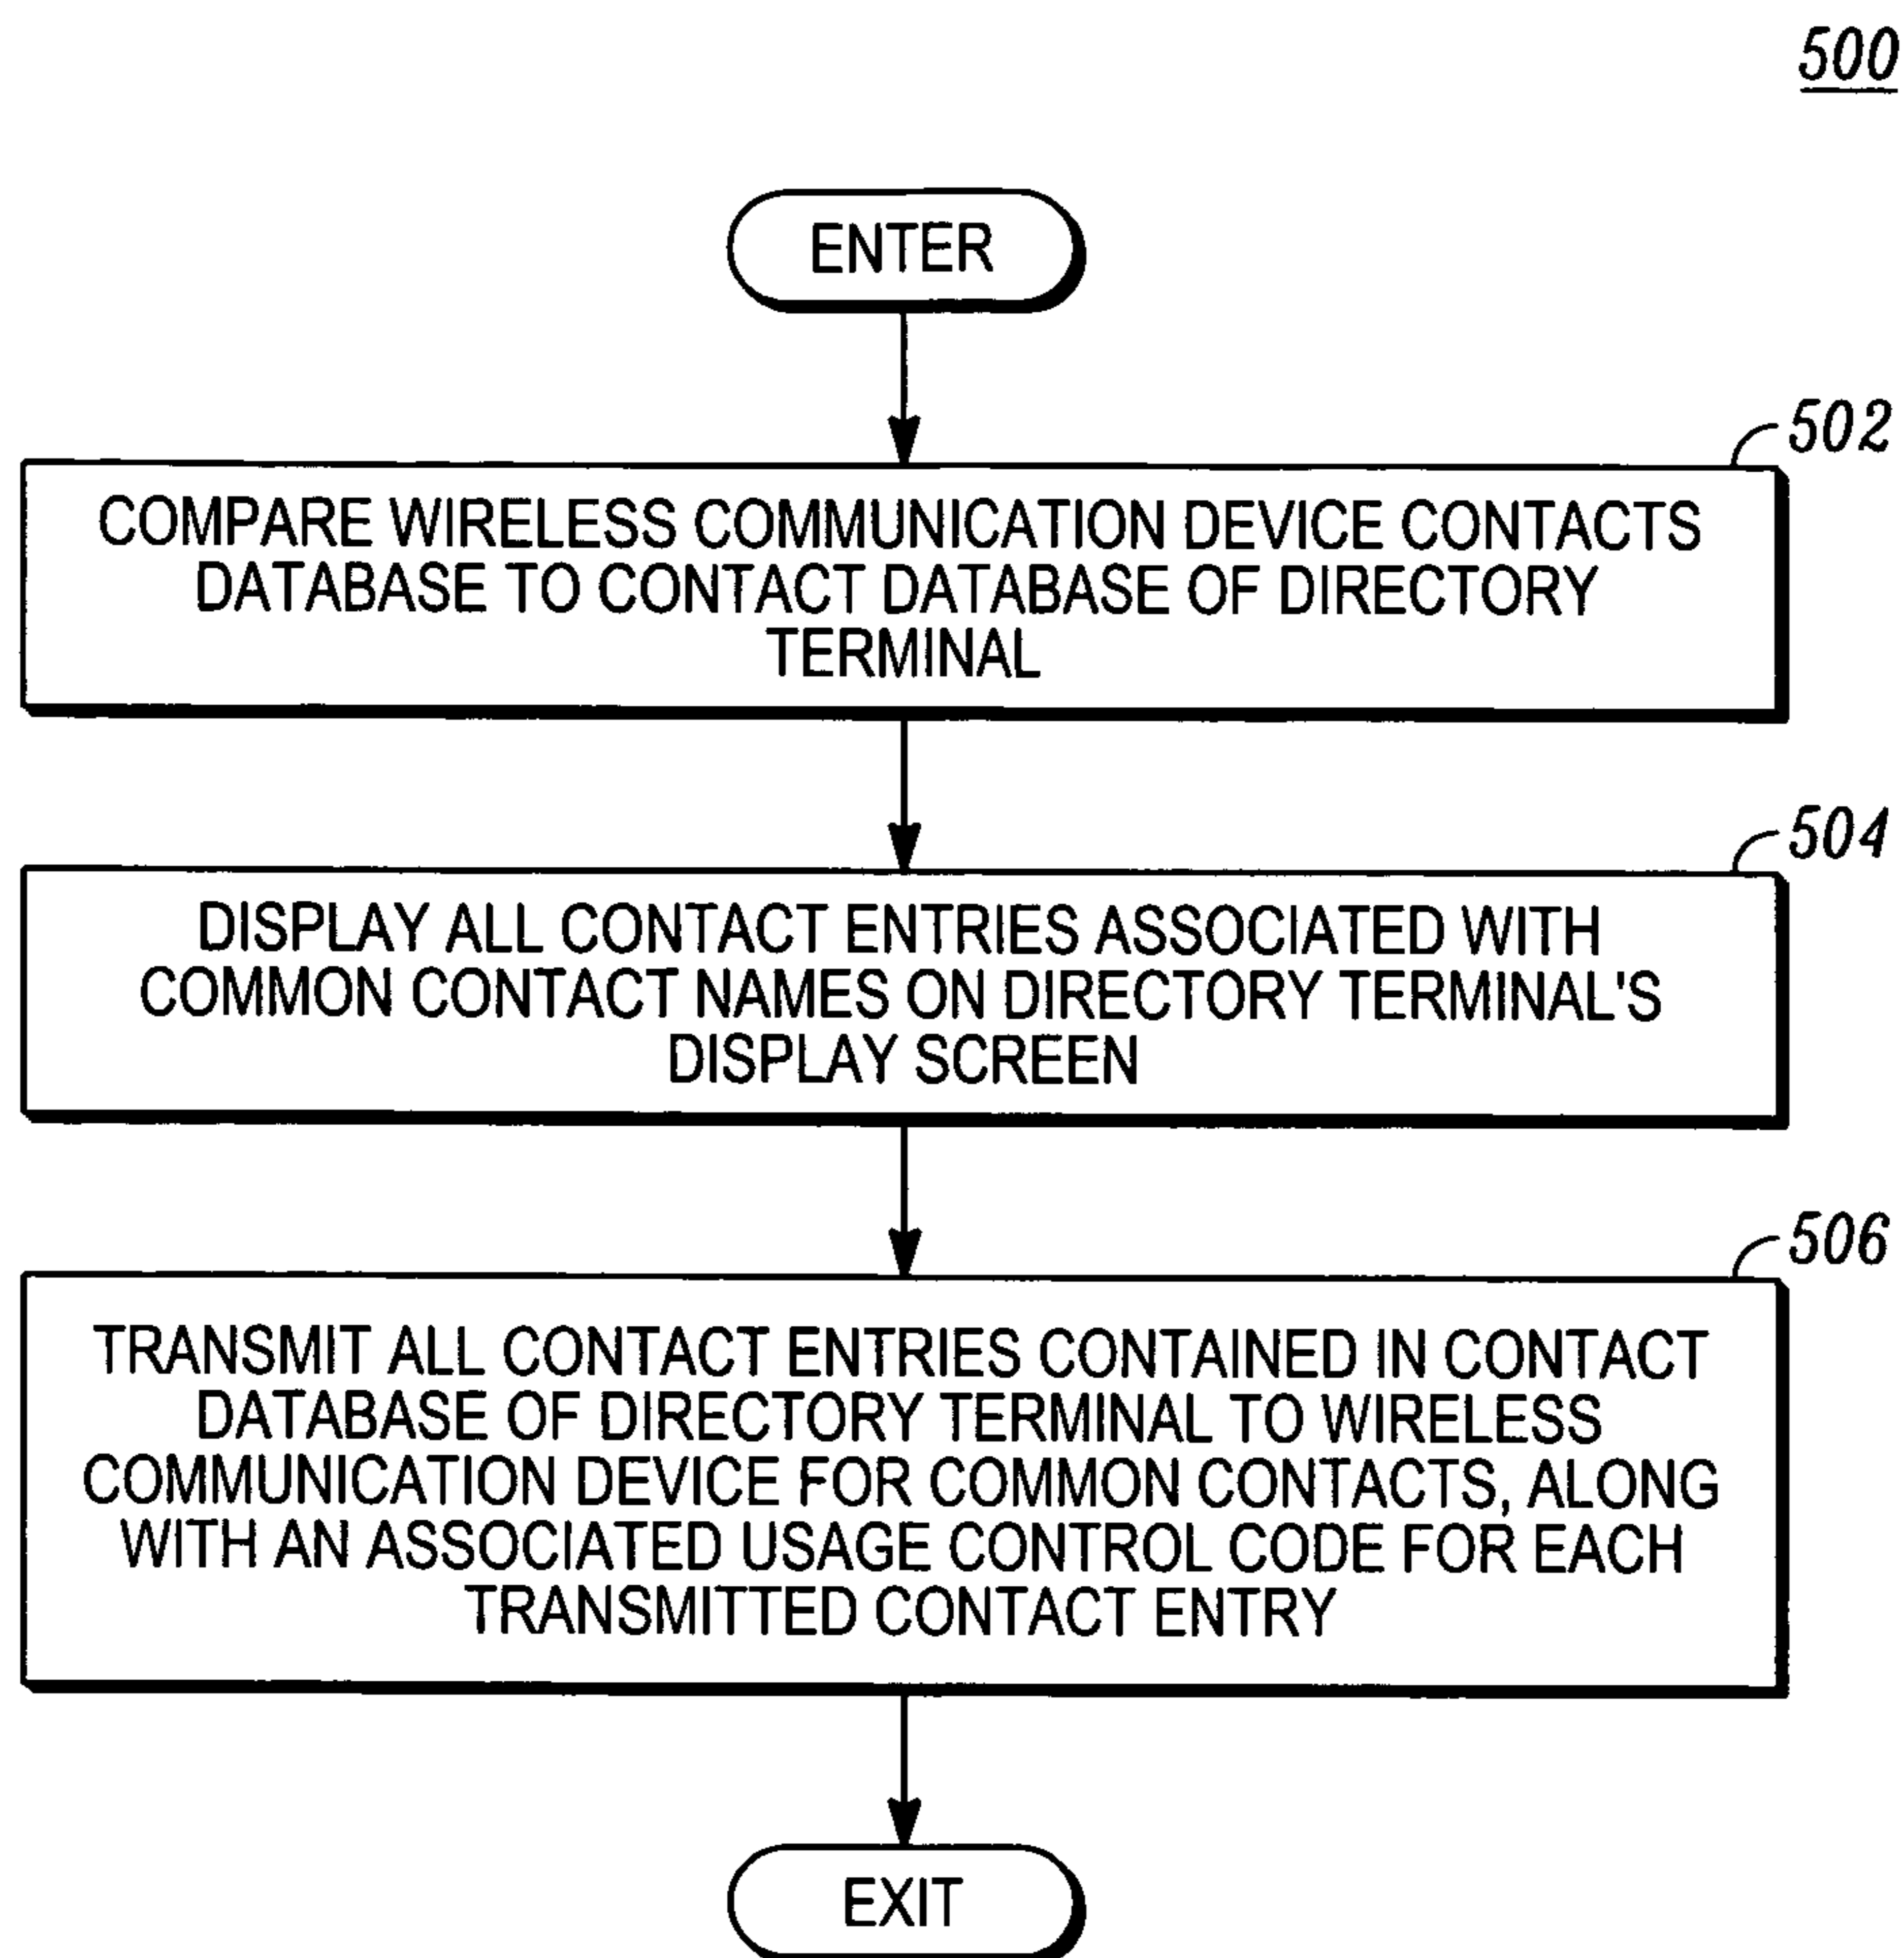 500
ENTER
502
COMPARE WIRELESS COMMUNICATION DEVICE CONTACTS
DATABASE TO CONTACT DATABASE OF DIRECTORY
TERMINAL
504
DISPLAY ALL CONTACT ENTRIES ASSOCIATED WITH
COMMON CONTACT NAMES ON DIRECTORY TERMINAL'S
DISPLAY SCREEN
506
TRANSMIT ALL CONTACT ENTRIES CONTAINED IN CONTACT
DATABASE OF DIRECTORY TERMINAL TO WIRELESS
COMMUNICATION DEVICE FOR COMMON CONTACTS, ALONG
WITH AN ASSOCIATED USAGE CONTROL CODE FOR EACH
TRANSMITTED CONTACT ENTRY
EXIT